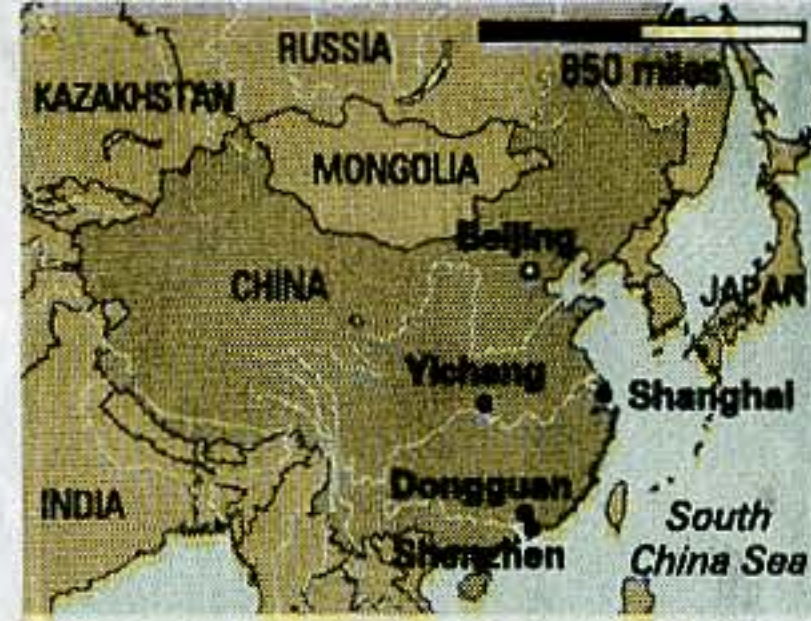 RUSSIA
850 miles
KAZAKHSTAN
MONGOLIA
Beijing
CHINA
JAPAN
Yichang
Shanghai
Dongguan
INDIA
South
China Sea
Shenzhen